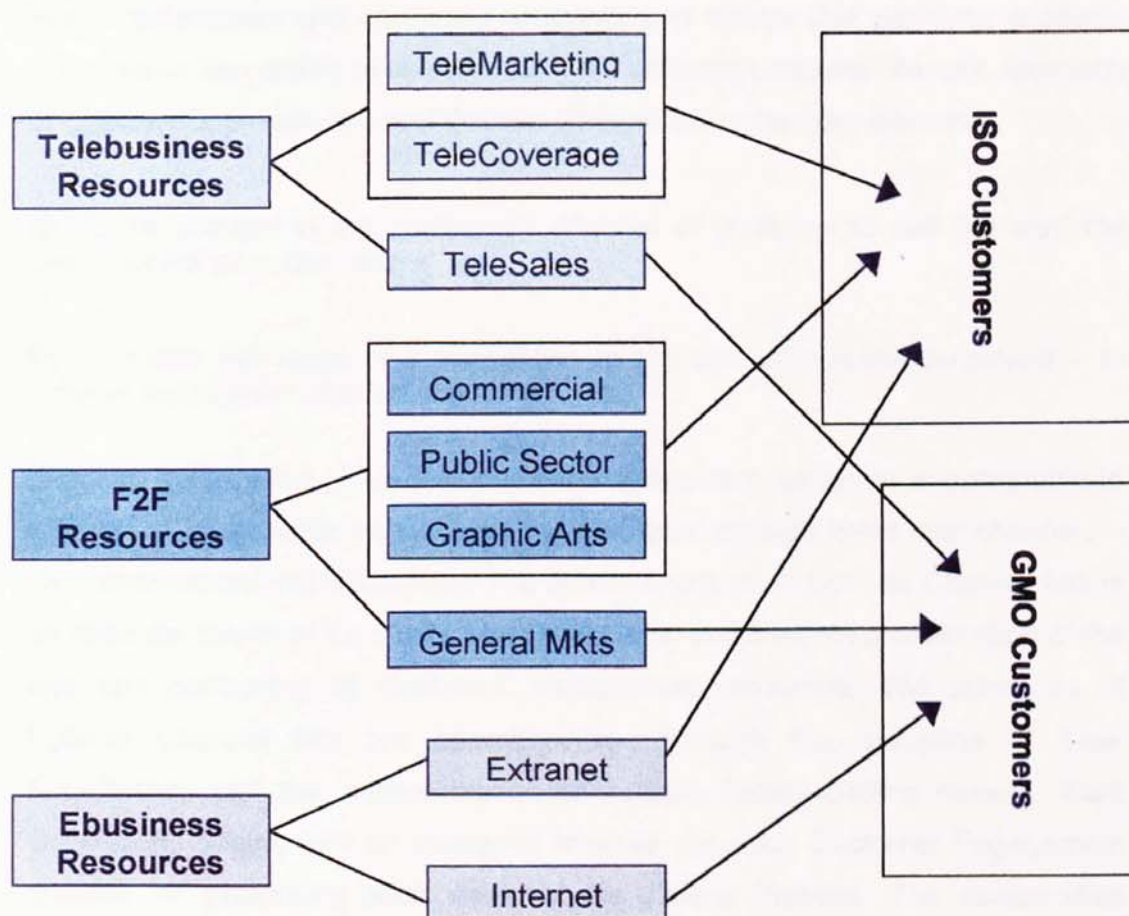 TeleMarketing
TeleCoverage
Telebusiness
Resources
TeleSales
Commercial
Public Sector
Graphic Arts
F2F
Resources
General Mkts
Extranet
Ebusiness
Resources
Internet
ISO Customers
GMO Customers